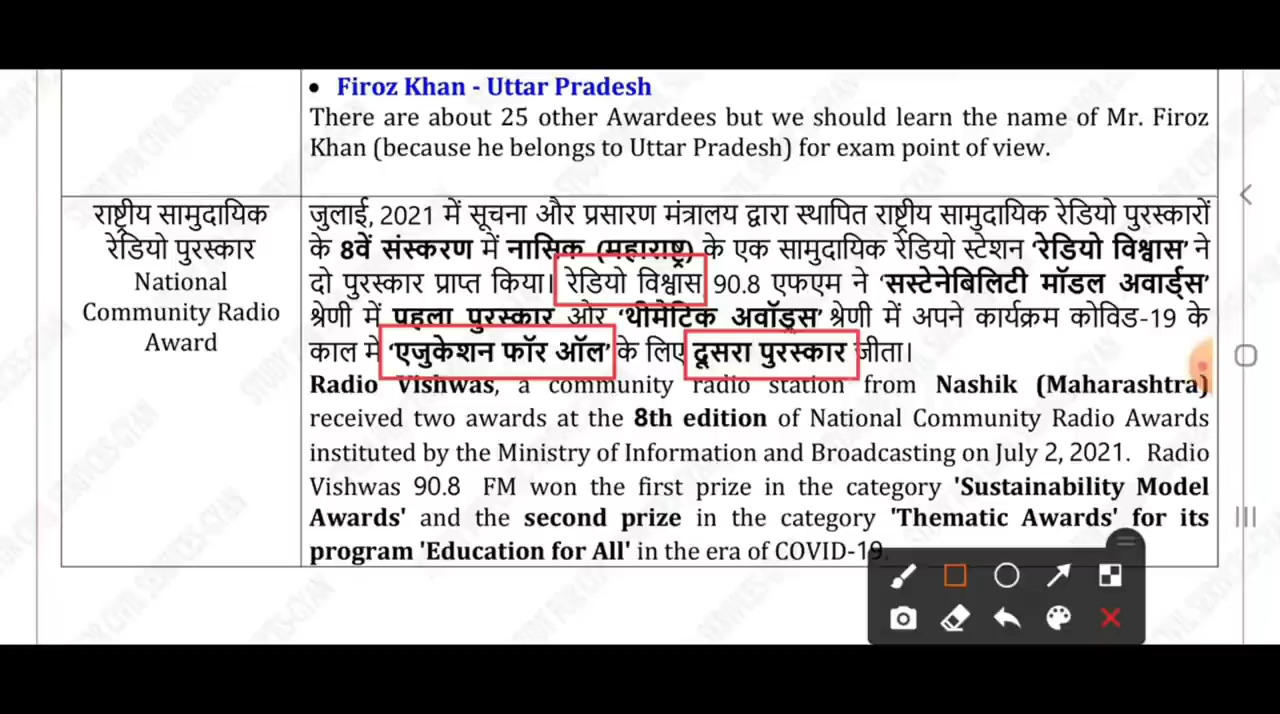 • Firoz Khan - Uttar Pradesh
There are about 25 other Awardees but we should learn the name of Mr. Firoz
Khan (because he belongs to Uttar Pradesh) for exam point of view.
राष्ट्रीय सामुदायिक
रेडियो पुरस्कार
National
Community Radio
Award
जुलाई, 2021 में सूचना और प्रसारण मंत्रालय द्वारा स्थापित राष्ट्रीय सामुदायिक रेडियो पुरस्कारों
के 8वें संस्करण में नासिक (महाराष्ट्र) के एक सामुदायिक रेडियो स्टेशन ‘रेडियो विश्वास’ ने
दो पुरस्कार प्राप्त किया। रेडियो विश्वास 90.8 एफएम ने ‘सस्टेनेबिलिटी मॉडल अवार्ड्स’
श्रेणी में पहला पुरस्कार और ‘थीमेटिक अवॉड्र्स’ श्रेणी में अपने कार्यक्रम कोविड-19 के
काल में ‘एजुकेशन फॉर ऑल’ के लिए दूसरा पुरस्कार जीता।
Radio Vishwas, a community radio station from Nashik (Maharashtra)
received two awards at the 8th edition of National Community Radio Awards
instituted by the Ministry of Information and Broadcasting on July 2, 2021. Radio
Vishwas 90.8 FM won the first prize in the category 'Sustainability Model
Awards' and the second prize in the category 'Thematic Awards' for its
program 'Education for All' in the era of COVID-19.